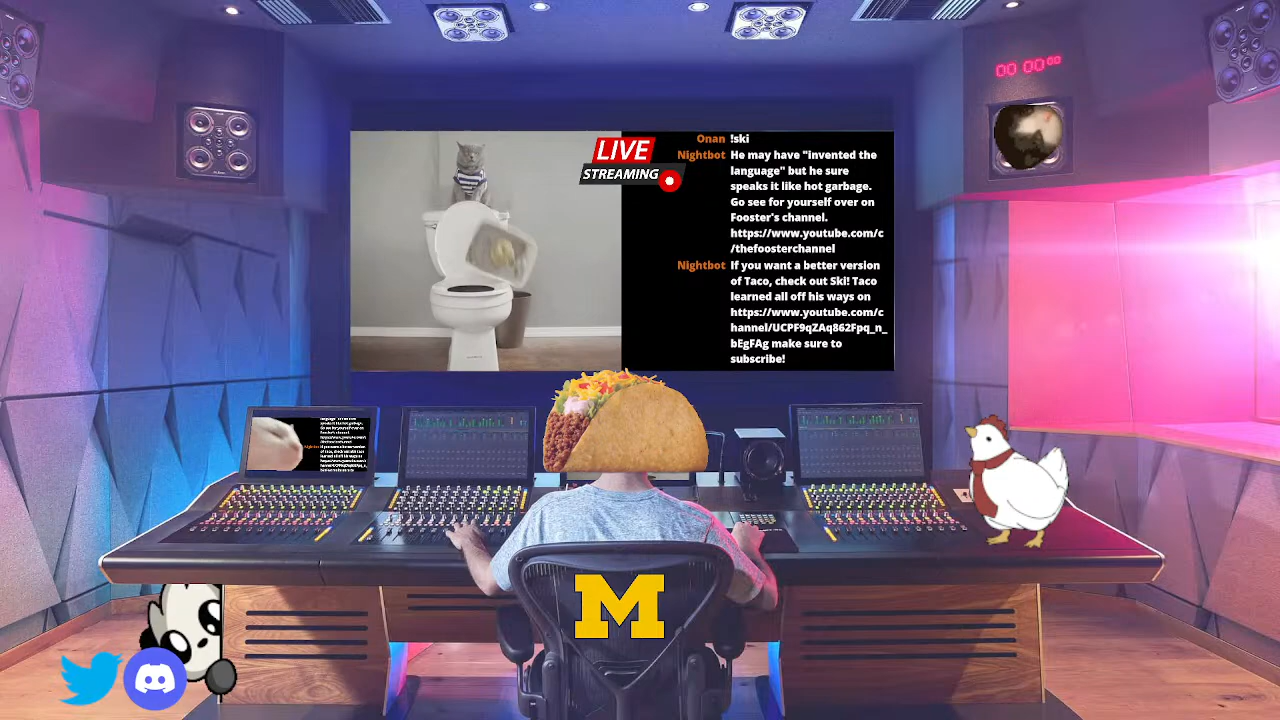 LIVE
STREAMING
Onan !ski
Nightbot He may have "invented the
language" but he sure
speaks it like hot garbage.
Go see for yourself over on
Fooster's channel.
https://www.youtube.com/c
/thefoosterchannel
Nightbot If you want a better version
of Taco, check out Ski! Taco
learned all off his ways on
https://www.youtube.com/c
hannel/UCPF9qZAq862Fpq_n_
bEgFAg make sure to
subscribe!
00 00 00
M